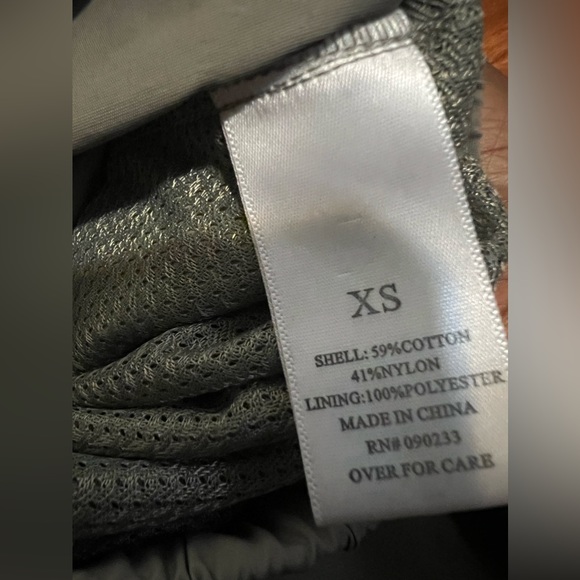 XS
SHELL: 59%COTTON
41%NYLON
LINING:100%POLYESTER
MADE IN CHINA
RN# 090233
OVER FOR CARE